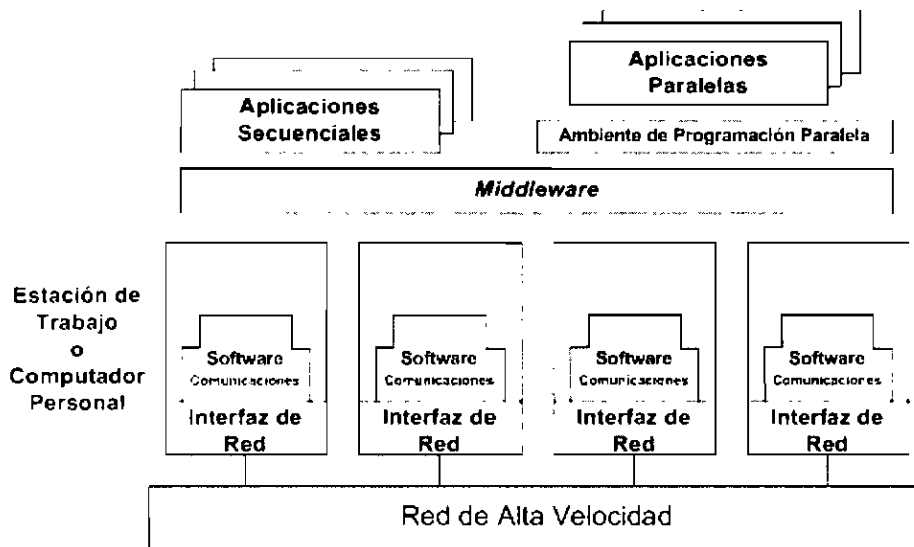 Aplicaciones
Paralelas
Aplicaciones
Secuenciales
Ambiente de Programación Paralela
Middleware
Estación de
Trabajo
o
Computador
Personal
Software
Comunicaciones
Interfaz de
Red
Software
Comunicaciones
Interfaz de
Red
Software
Comunicaciones
Interfaz de
Red
Software
Comunicaciones
Interfaz de
Red
Red de Alta Velocidad